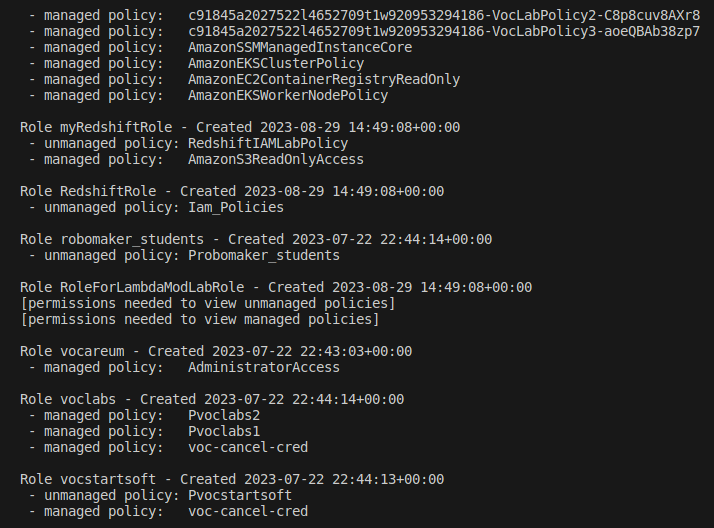 - managed policy: c91845a2027522l4652709t1w920953294186-VocLabPolicy2-C8p8cuv8AXr8
- managed policy: c91845a2027522l4652709t1w920953294186-VocLabPolicy3-aoeQBAb38zp7
- managed policy: AmazonSSMManagedInstanceCore
- managed policy: AmazonEKSClusterPolicy
- managed policy: AmazonEC2ContainerRegistryReadOnly
- managed policy: AmazonEKSWorkerNodePolicy
Role myRedshiftRole - Created 2023-08-29 14:49:08+00:00
- unmanaged policy: RedshiftIAMLabPolicy
- managed policy: AmazonS3ReadOnlyAccess
Role RedshiftRole - Created 2023-08-29 14:49:08+00:00
- unmanaged policy: Iam_Policies
Role robomaker_students - Created 2023-07-22 22:44:14+00:00
- unmanaged policy: Probomaker_students
Role RoleForLambdaModLabRole - Created 2023-08-29 14:49:08+00:00
[permissions needed to view unmanaged policies]
[permissions needed to view managed policies]
Role vocareum - Created 2023-07-22 22:43:03+00:00
- managed policy: AdministratorAccess
Role voclabs - Created 2023-07-22 22:44:14+00:00
- managed policy: Pvoclabs2
- managed policy: Pvoclabs1
- managed policy: voc-cancel-cred
Role vocstartsoft - Created 2023-07-22 22:44:13+00:00
- unmanaged policy: Pvocstartsoft
- managed policy: voc-cancel-cred